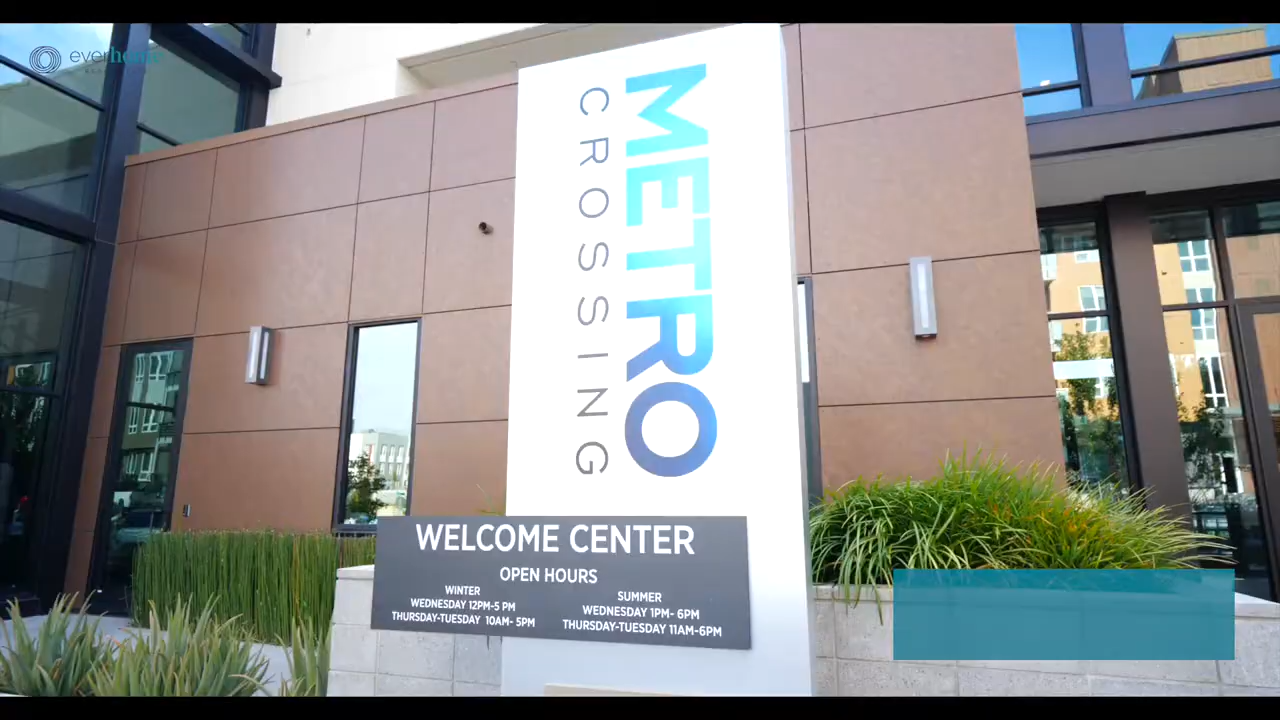 everhome
METRO
CROSSING
WELCOME CENTER
OPEN HOURS
WINTER
WEDNESDAY 12PM-5 PM
THURSDAY-TUESDAY 10AM- 5PM
SUMMER
WEDNESDAY 1PM- 6PM
THURSDAY-TUESDAY 11AM-6PM